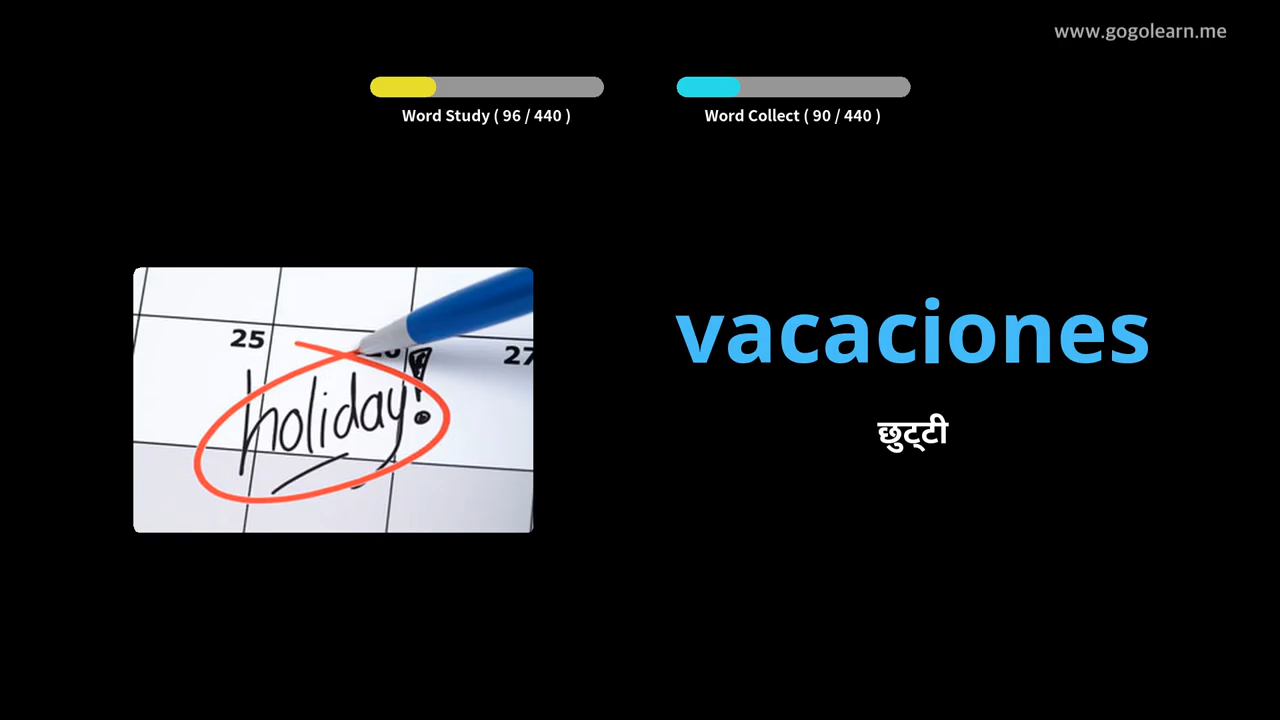 www.gogolearn.me
Word Study ( 96 / 440 )
Word Collect ( 90 / 440 )
25
27
holiday!
vacaciones
छुट्टी